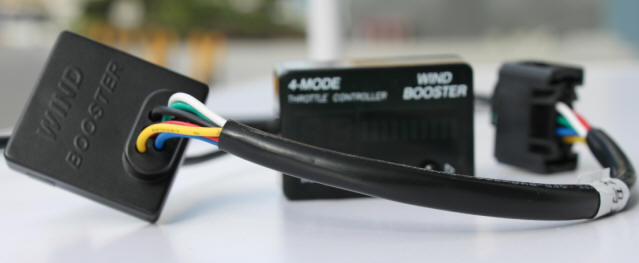 WIND
BOOSTER
4-MODE
THROTTLE CONTROLLER
WIND
BOOSTER